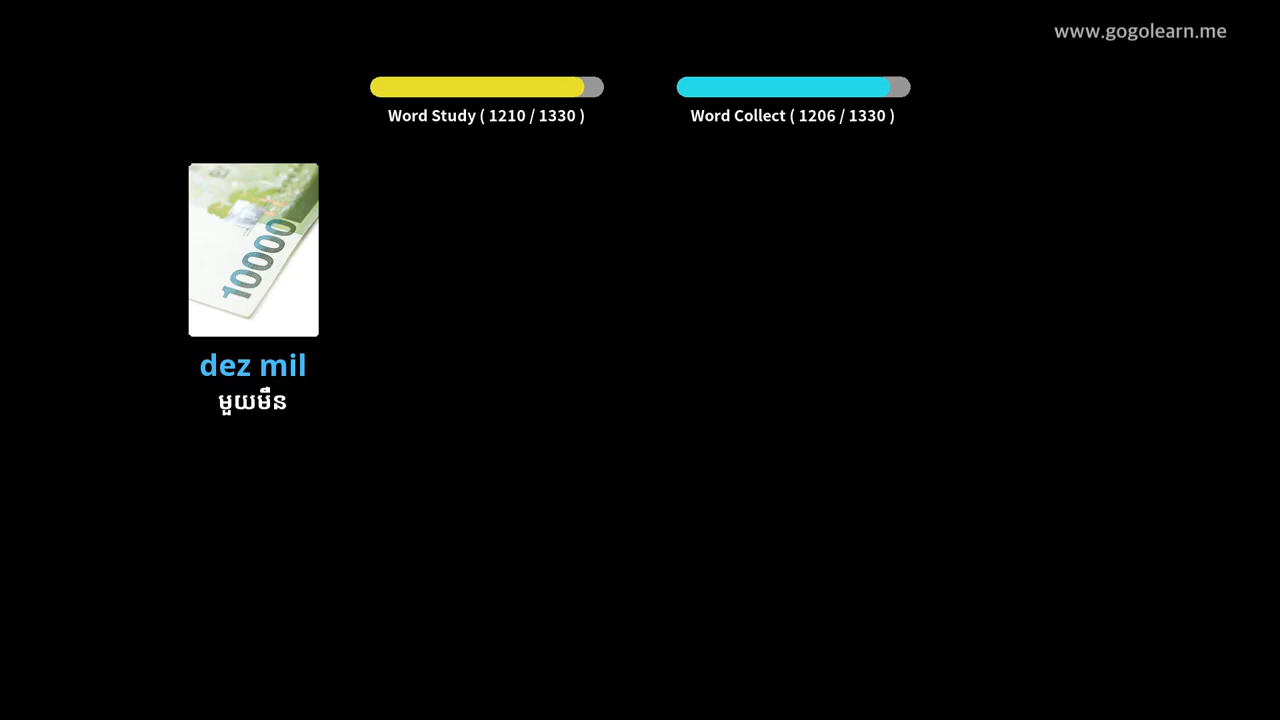 www.gogolearn.me
Word Study ( 1210 / 1330 )
Word Collect ( 1206 / 1330 )
10000
dez mil
មួយម៉ឺន